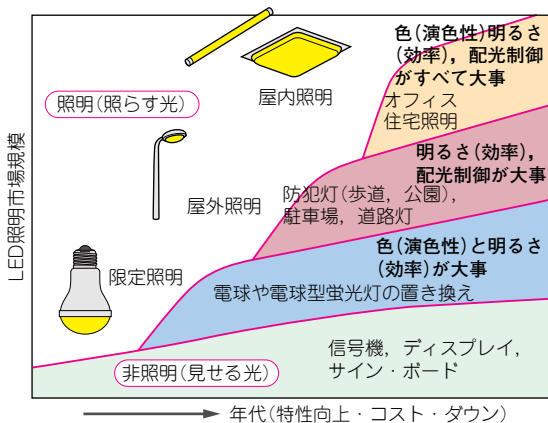 色(演色性)明るさ
(効率)，配光制御
がすべて大事
オフィス
住宅照明
屋内照明
照明(照らす光)
明るさ(効率)，
配光制御が大事
防犯灯(歩道，公園)，
駐車場，道路灯
屋外照明
色(演色性)と明るさ
(効率)が大事
限定照明
電球や電球型蛍光灯の置き換え
信号機，ディスプレイ，
サイン・ボード
非照明(見せる光)
LED照明市場規模
年代(特性向上・コスト・ダウン)